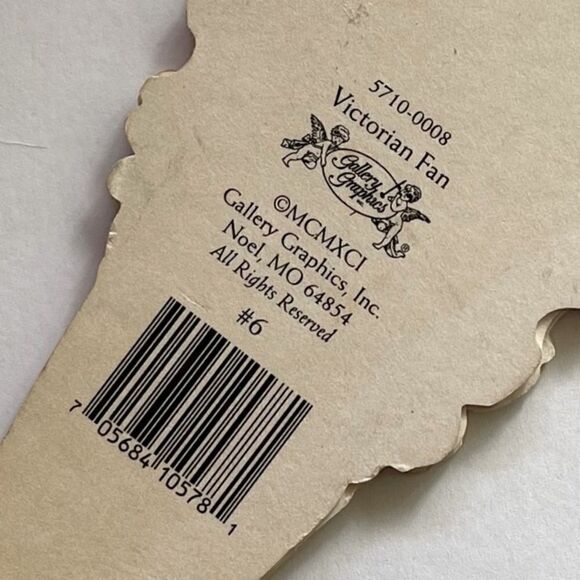 5710-0008
Victorian Fan
Gallery
Graphics
INC.
®
©MCMXCI
Gallery Graphics, Inc.
Noel, MO 64854
All Rights Reserved
#6
7 05684 10578 1